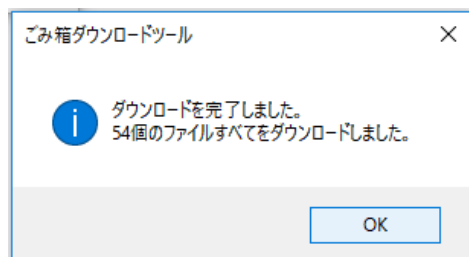 ごみ箱ダウンロードツール
ダウンロードを完了しました。
54個のファイルすべてをダウンロードしました。
OK